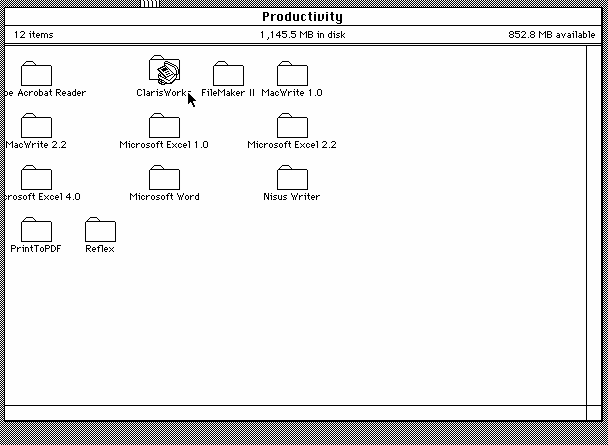 Productivity
12 items 1,145.5 MB in disk 852.8 MB available
be Acrobat Reader ClarisWorks FileMaker II MacWrite 1.0
MacWrite 2.2 Microsoft Excel 1.0 Microsoft Excel 2.2
crosoft Excel 4.0 Microsoft Word Nisus Writer
PrintToPDF Reflex